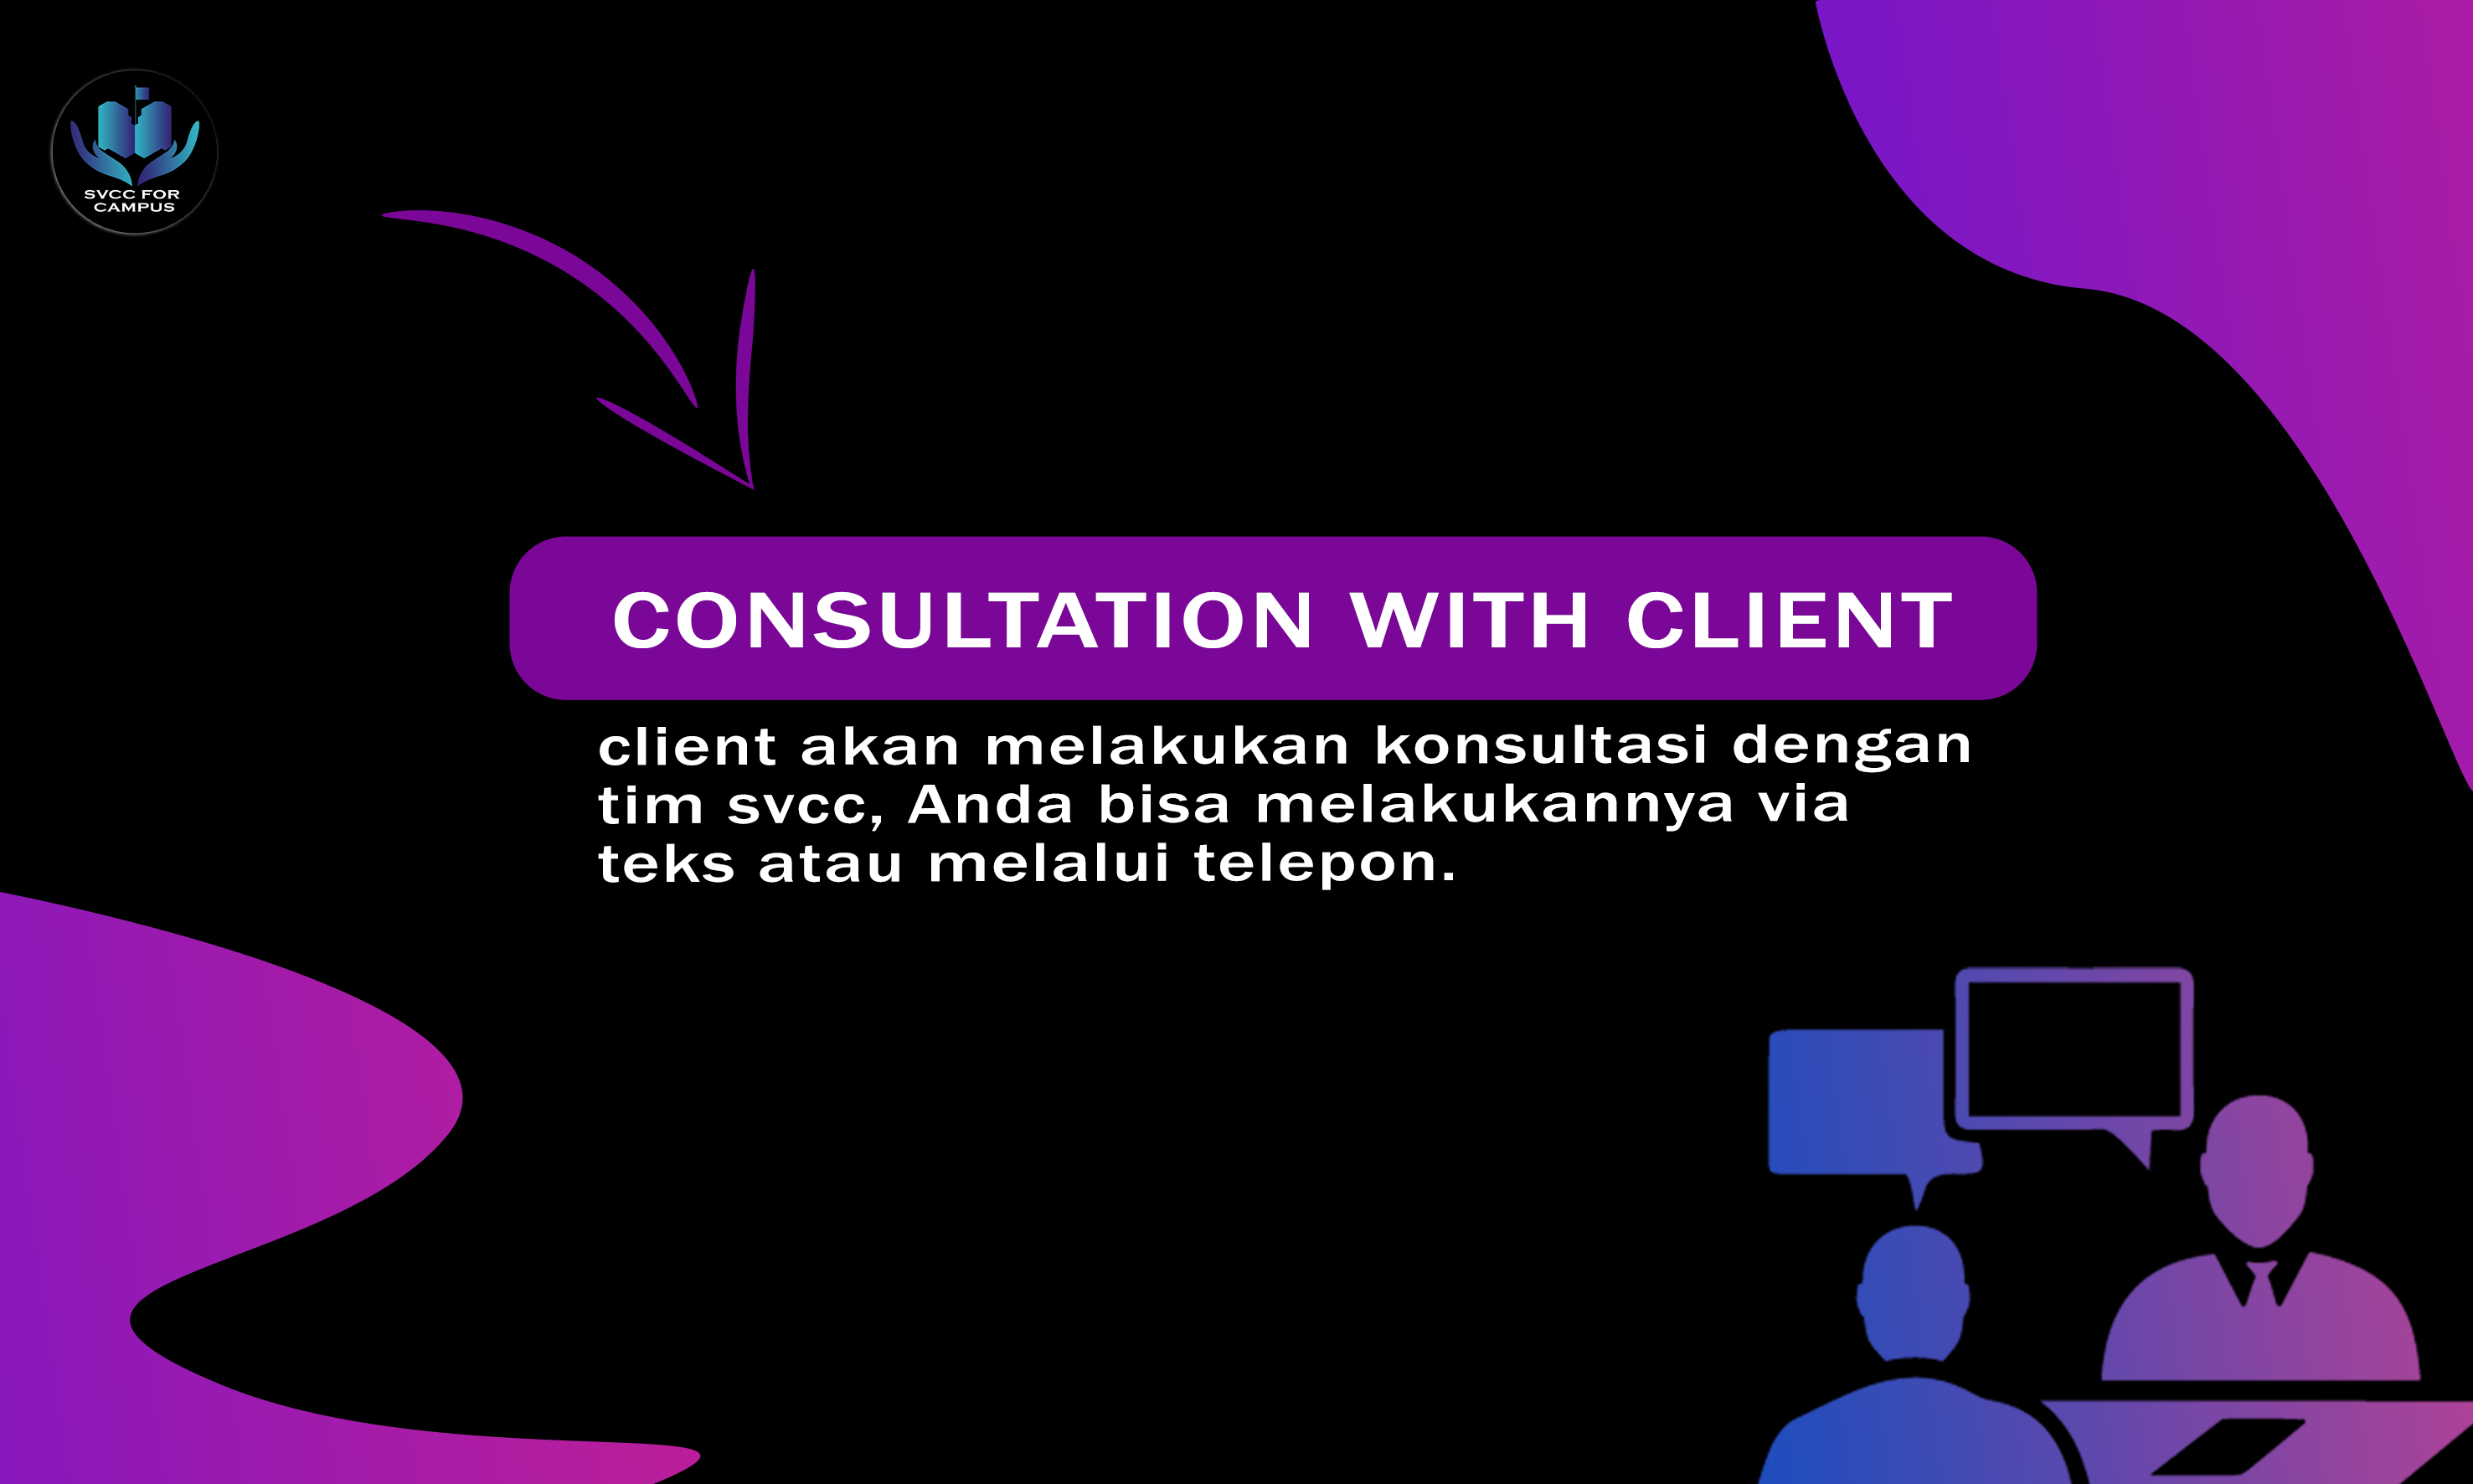 SVCC FOR
CAMPUS
CONSULTATION WITH CLIENT
client akan melakukan konsultasi dengan
tim svcc, Anda bisa melakukannya via
teks atau melalui telepon.